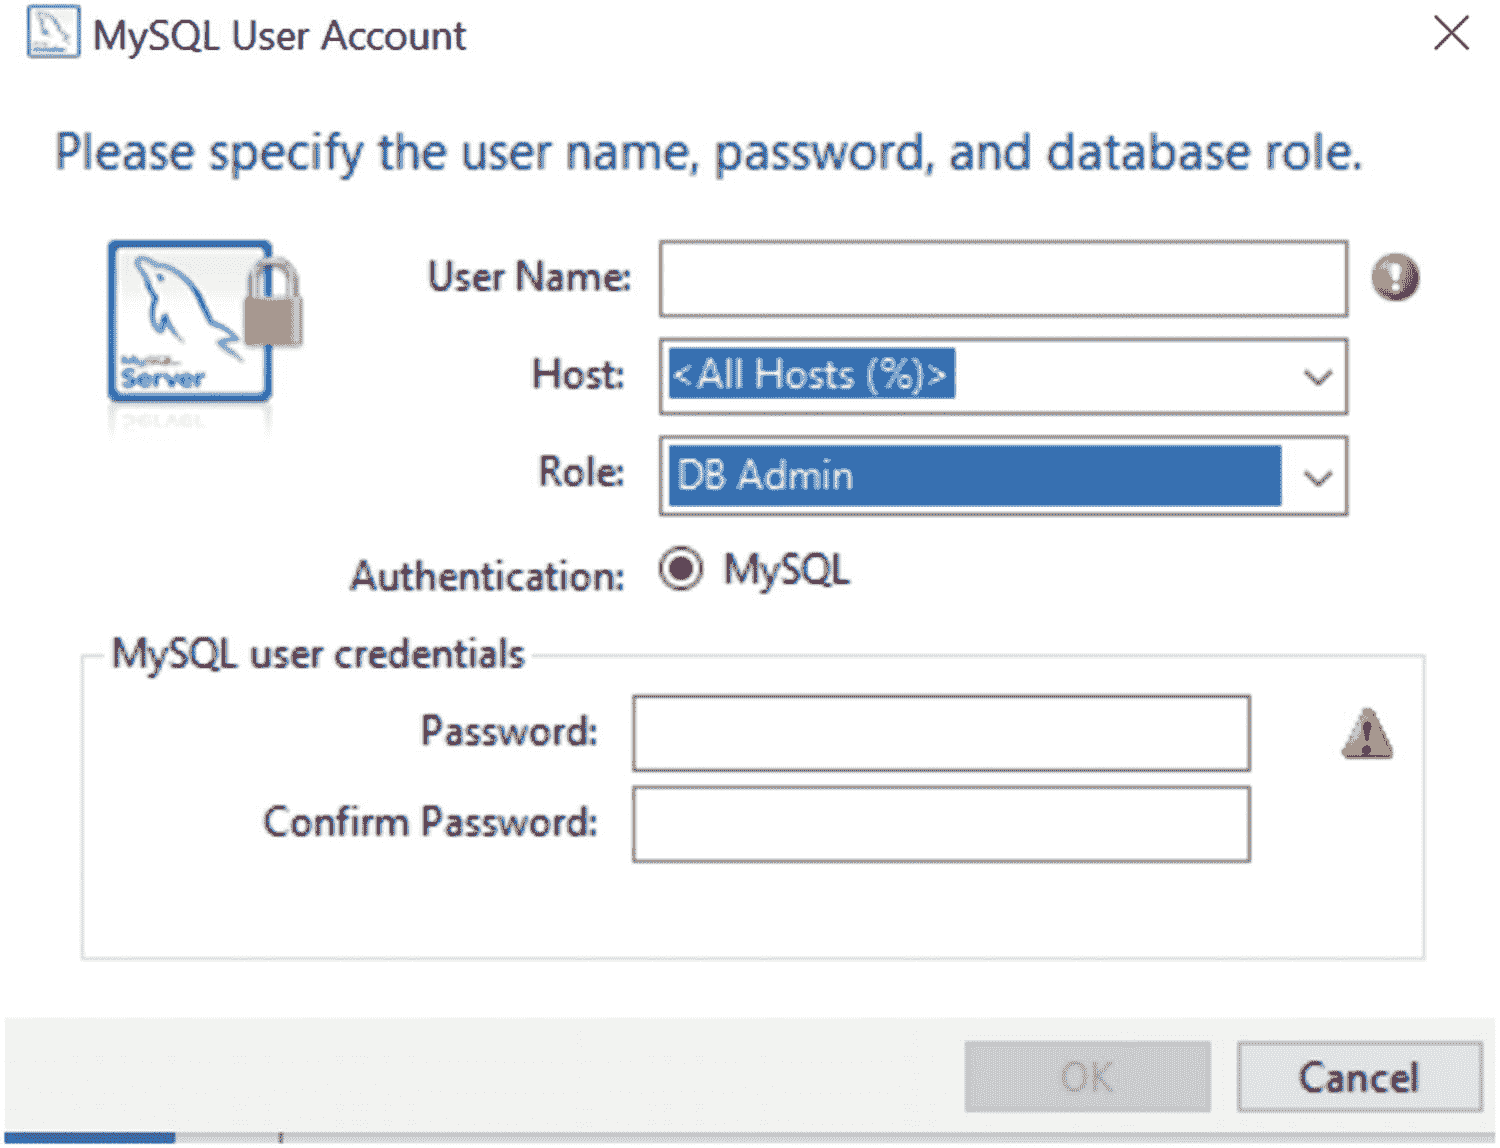 MySQL User Account
Please specify the user name, password, and database role.
MySQL
Server
User Name:
Host: <All Hosts (%)>
Role: DB Admin
Authentication: MySQL
MySQL user credentials
Password:
Confirm Password:
OK Cancel